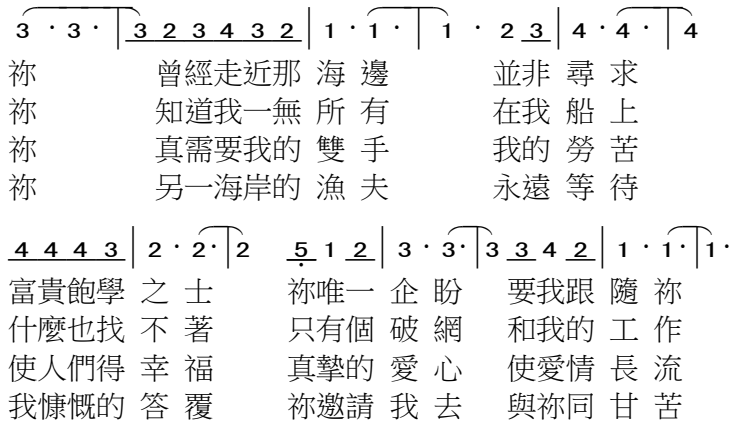 3 · 3 · | 3 2 3 4 3 2 | 1 · 1 · | 1 · 2 3 | 4 · 4 · | 4
祢 曾經走近那 海 邊 並非 尋 求
祢 知道我一無 所 有 在我 船 上
祢 真需要我的 雙 手 我的 勞 苦
祢 另一海岸的 漁 夫 永遠 等 待
4 4 4 3 | 2 · 2 · | 2 5 1 2 | 3 · 3 · | 3 3 4 2 | 1 · 1 · | 1 ·
富貴飽學 之 士 祢唯一 企 盼 要我跟 隨 祢
什麼也找 不 著 只有個 破 網 和我的 工 作
使人們得 幸 福 真摯的 愛 心 使愛情 長 流
我慷慨的 答 覆 祢邀請 我 去 與祢同 甘 苦